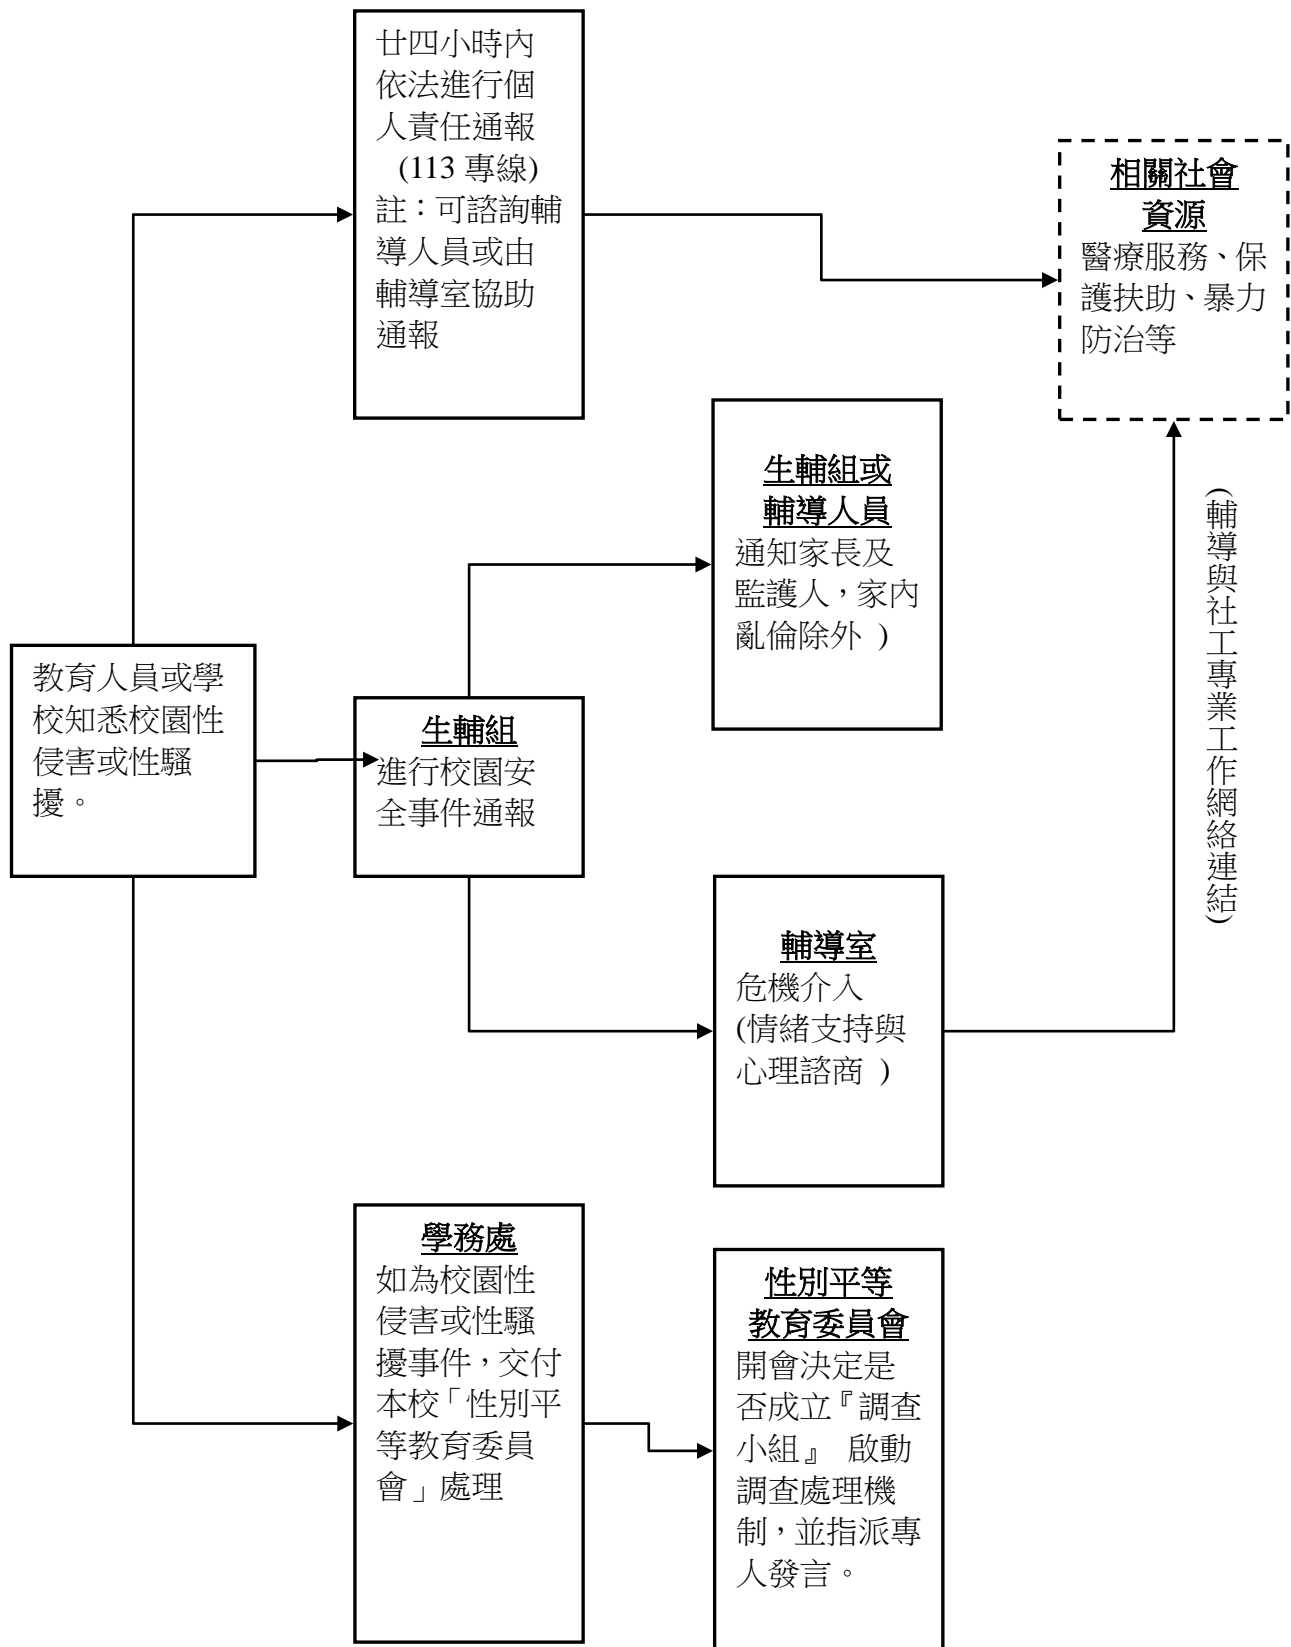 廿四小時內
依法進行個
人責任通報
(113 專線)
註：可諮詢輔
導人員或由
輔導室協助
通報
相關社會
資源
醫療服務、保
護扶助、暴力
防治等
生輔組或
輔導人員
通知家長及
監護人，家內
亂倫除外 )
(輔導與社工專業工作網絡連結)
教育人員或學
校知悉校園性
侵害或性騷
擾。
生輔組
進行校園安
全事件通報
輔導室
危機介入
(情緒支持與
心理諮商 )
學務處
如為校園性
侵害或性騷
擾事件，交付
本校「性別平
等教育委員
會」處理
性別平等
教育委員會
開會決定是
否成立『調查
小組』 啟動
調查處理機
制，並指派專
人發言。